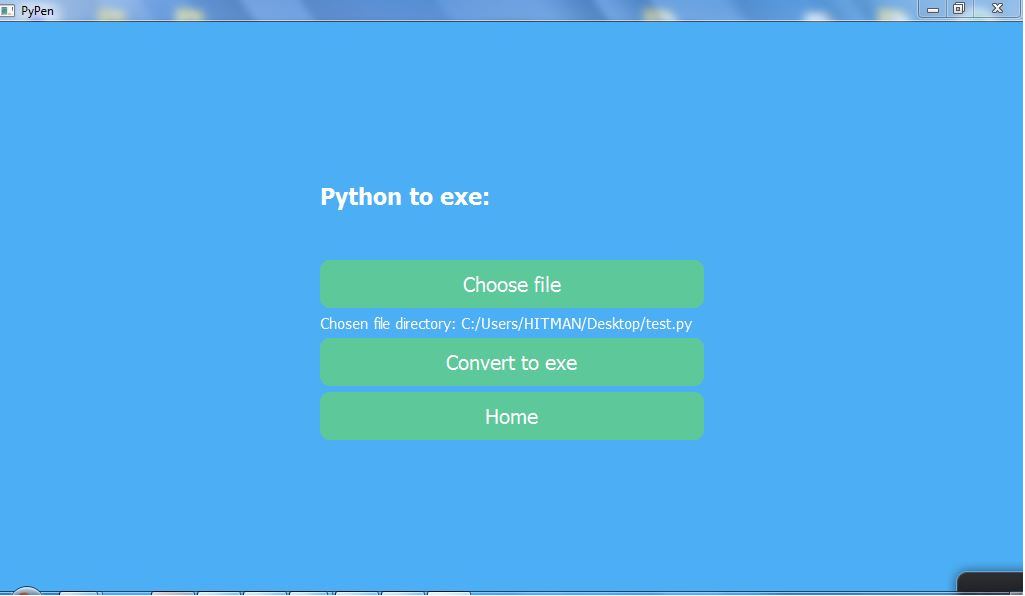 PyPen
Python to exe:
Choose file
Chosen file directory: C:/Users/HITMAN/Desktop/test.py
Convert to exe
Home